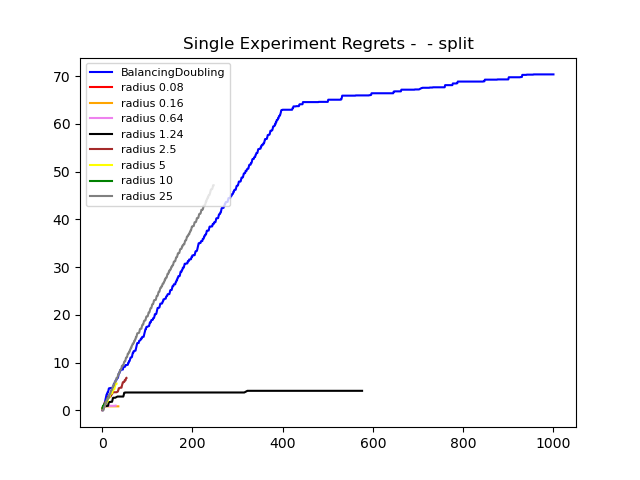 Single Experiment Regrets -  - split
BalancingDoubling
radius 0.08
radius 0.16
radius 0.64
radius 1.24
radius 2.5
radius 5
radius 10
radius 25
70
60
50
40
30
20
10
0
0 200 400 600 800 1000